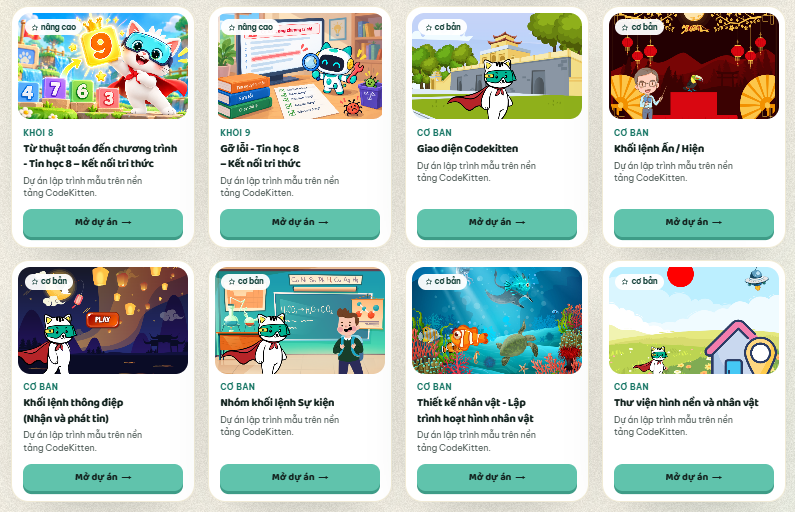 ☆ nâng cao
9
4 7 6 3
KHỐI 8
Từ thuật toán đến chương trình
- Tin học 8 – Kết nối tri thức
Dự án lập trình mẫu trên nền
tảng CodeKitten.
Mở dự án →
☆ nâng cao
KHỐI 9
Gỡ lỗi - Tin học 8
– Kết nối tri thức
Dự án lập trình mẫu trên nền
tảng CodeKitten.
Mở dự án →
☆ cơ bản
CƠ BẢN
Giao diện Codekitten
Dự án lập trình mẫu trên nền
tảng CodeKitten.
Mở dự án →
☆ cơ bản
CƠ BẢN
Khối lệnh Ẩn / Hiện
Dự án lập trình mẫu trên nền
tảng CodeKitten.
Mở dự án →
☆ cơ bản
PLAY
CƠ BẢN
Khối lệnh thông điệp
(Nhận và phát tin)
Dự án lập trình mẫu trên nền
tảng CodeKitten.
Mở dự án →
☆ cơ bản
CƠ BẢN
Nhóm khối lệnh Sự kiện
Dự án lập trình mẫu trên nền
tảng CodeKitten.
Mở dự án →
☆ cơ bản
CƠ BẢN
Thiết kế nhân vật - Lập
trình hoạt hình nhân vật
Dự án lập trình mẫu trên nền
tảng CodeKitten.
Mở dự án →
☆ cơ bản
CƠ BẢN
Thư viện hình nền và nhân vật
Dự án lập trình mẫu trên nền
tảng CodeKitten.
Mở dự án →